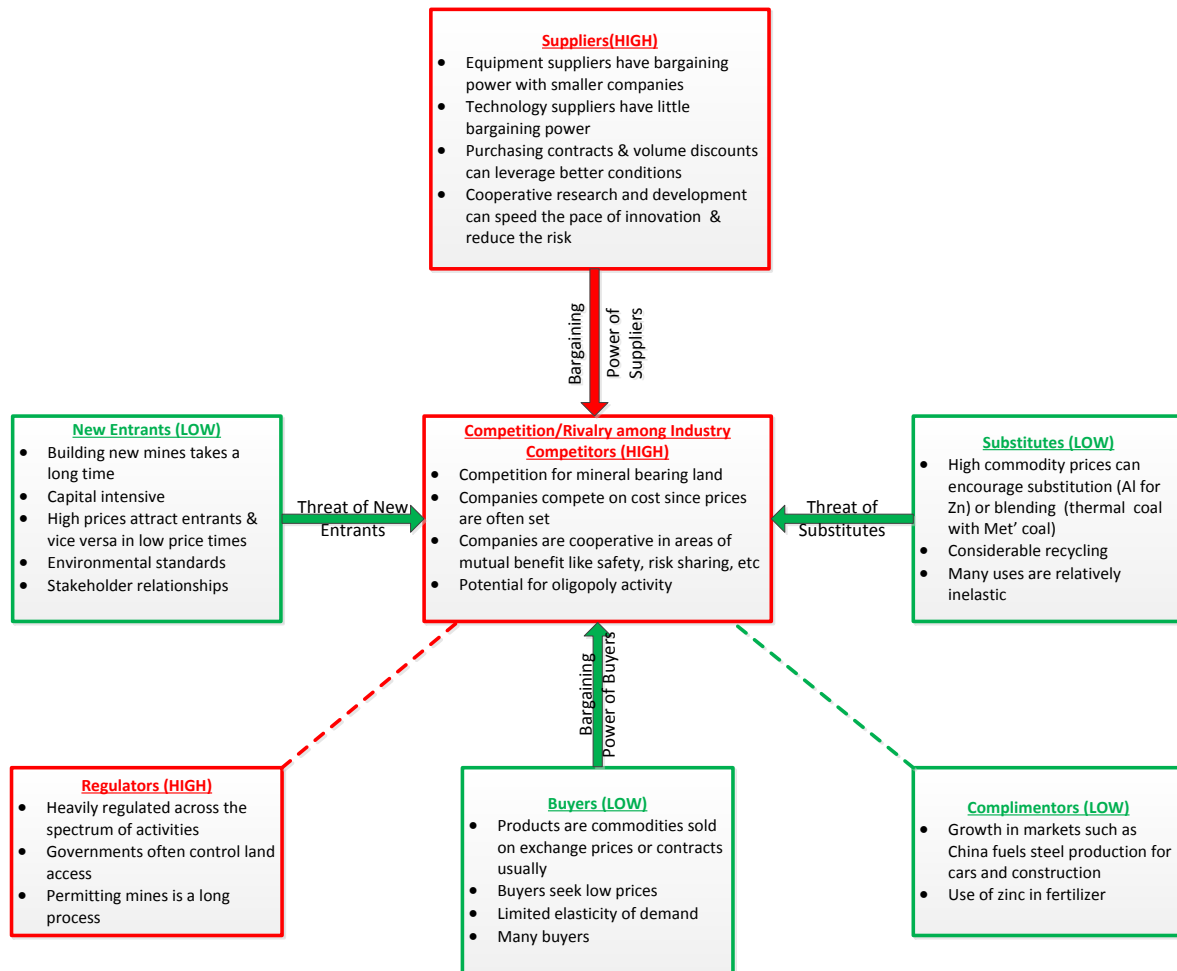 Suppliers(HIGH)
• Equipment suppliers have bargaining
power with smaller companies
• Technology suppliers have little
bargaining power
• Purchasing contracts & volume discounts
can leverage better conditions
• Cooperative research and development
can speed the pace of innovation &
reduce the risk
Bargaining
Power of
Suppliers
New Entrants (LOW)
• Building new mines takes a
long time
• Capital intensive
• High prices attract entrants &
vice versa in low price times
• Environmental standards
• Stakeholder relationships
Threat of New
Entrants
Competition/Rivalry among Industry
Competitors (HIGH)
• Competition for mineral bearing land
• Companies compete on cost since prices
are often set
• Companies are cooperative in areas of
mutual benefit like safety, risk sharing, etc
• Potential for oligopoly activity
Threat of
Substitutes
Substitutes (LOW)
• High commodity prices can
encourage substitution (Al for
Zn) or blending (thermal coal
with Met’ coal)
• Considerable recycling
• Many uses are relatively
inelastic
Bargaining
Power of Buyers
Regulators (HIGH)
• Heavily regulated across the
spectrum of activities
• Governments often control land
access
• Permitting mines is a long
process
Buyers (LOW)
• Products are commodities sold
on exchange prices or contracts
usually
• Buyers seek low prices
• Limited elasticity of demand
• Many buyers
Complimentors (LOW)
• Growth in markets such as
China fuels steel production for
cars and construction
• Use of zinc in fertilizer